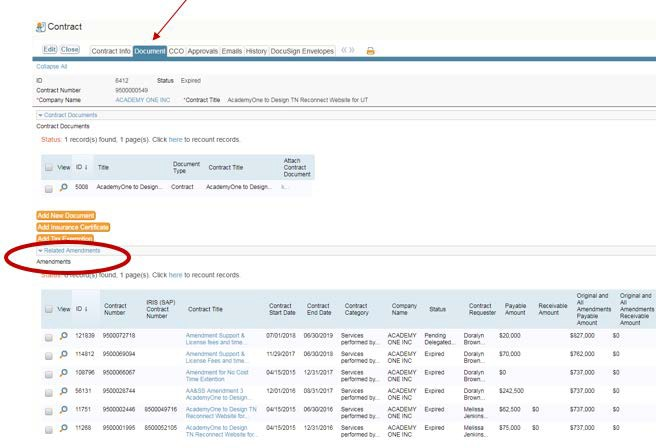 Contract
Edit Close Contract Info Document CCO Approvals Emails History DocuSign Envelopes
Collapse All
ID 6412 Status Expired
Contract Number 9500000549
*Company Name ACADEMY ONE INC *Contract Title AcademyOne to Design TN Reconnect Website for UT
Contract Documents
Contract Documents
Status: 1 record(s) found, 1 page(s). Click here to recount records.
View ID Title Document Type Contract Title Attach Contract Document
5008 AcademyOne to Design... Contract AcademyOne to Design... k...
Add New Document
Add Insurance Certificate
Add Tax Exemption
Related Amendments
Amendments
Status: 6 record(s) found, 1 page(s). Click here to recount records.
View ID Contract Number IRIS (SAP) Contract Number Contract Title Contract Start Date Contract End Date Contract Category Company Name Status Contract Requester Payable Amount Receivable Amount Original and All Amendments Payable Amount Original and All Amendments Receivable Amount
121839 9500072718 Amendment Support & License fees and time... 07/01/2018 06/30/2019 Services performed by... ACADEMY ONE INC Pending Delegated... Doralyn Brown... $20,000 $827,000 $0
114812 9500069094 Amendment Support & License Fees and time... 11/29/2017 06/30/2018 Services performed by... ACADEMY ONE INC Expired Doralyn Brown... $70,000 $762,000 $0
108796 9500066067 Amendment for No Cost Time Extention 04/15/2015 12/31/2017 Services performed by... ACADEMY ONE INC Expired Doralyn Brown... $0 $737,000 $0
56131 9500028744 AA&SS Amendment 3 AcademyOne to Design... 12/01/2016 08/31/2017 Services performed by... ACADEMY ONE INC Expired Doralyn Brown... $242,500 $737,000 $0
11751 9500002446 8500049716 AcademyOne to Design TN Reconnect Website for... 04/15/2015 06/30/2016 Services performed by... ACADEMY ONE INC Expired Melissa Jenkins... $62,500 $0 $737,000 $0
11268 9500001995 8500052105 AcademyOne to Design TN Reconnect Website for... 04/15/2015 12/31/2016 Services performed by... ACADEMY ONE INC Expired Melissa Jenkins... $75,000 $0 $737,000 $0